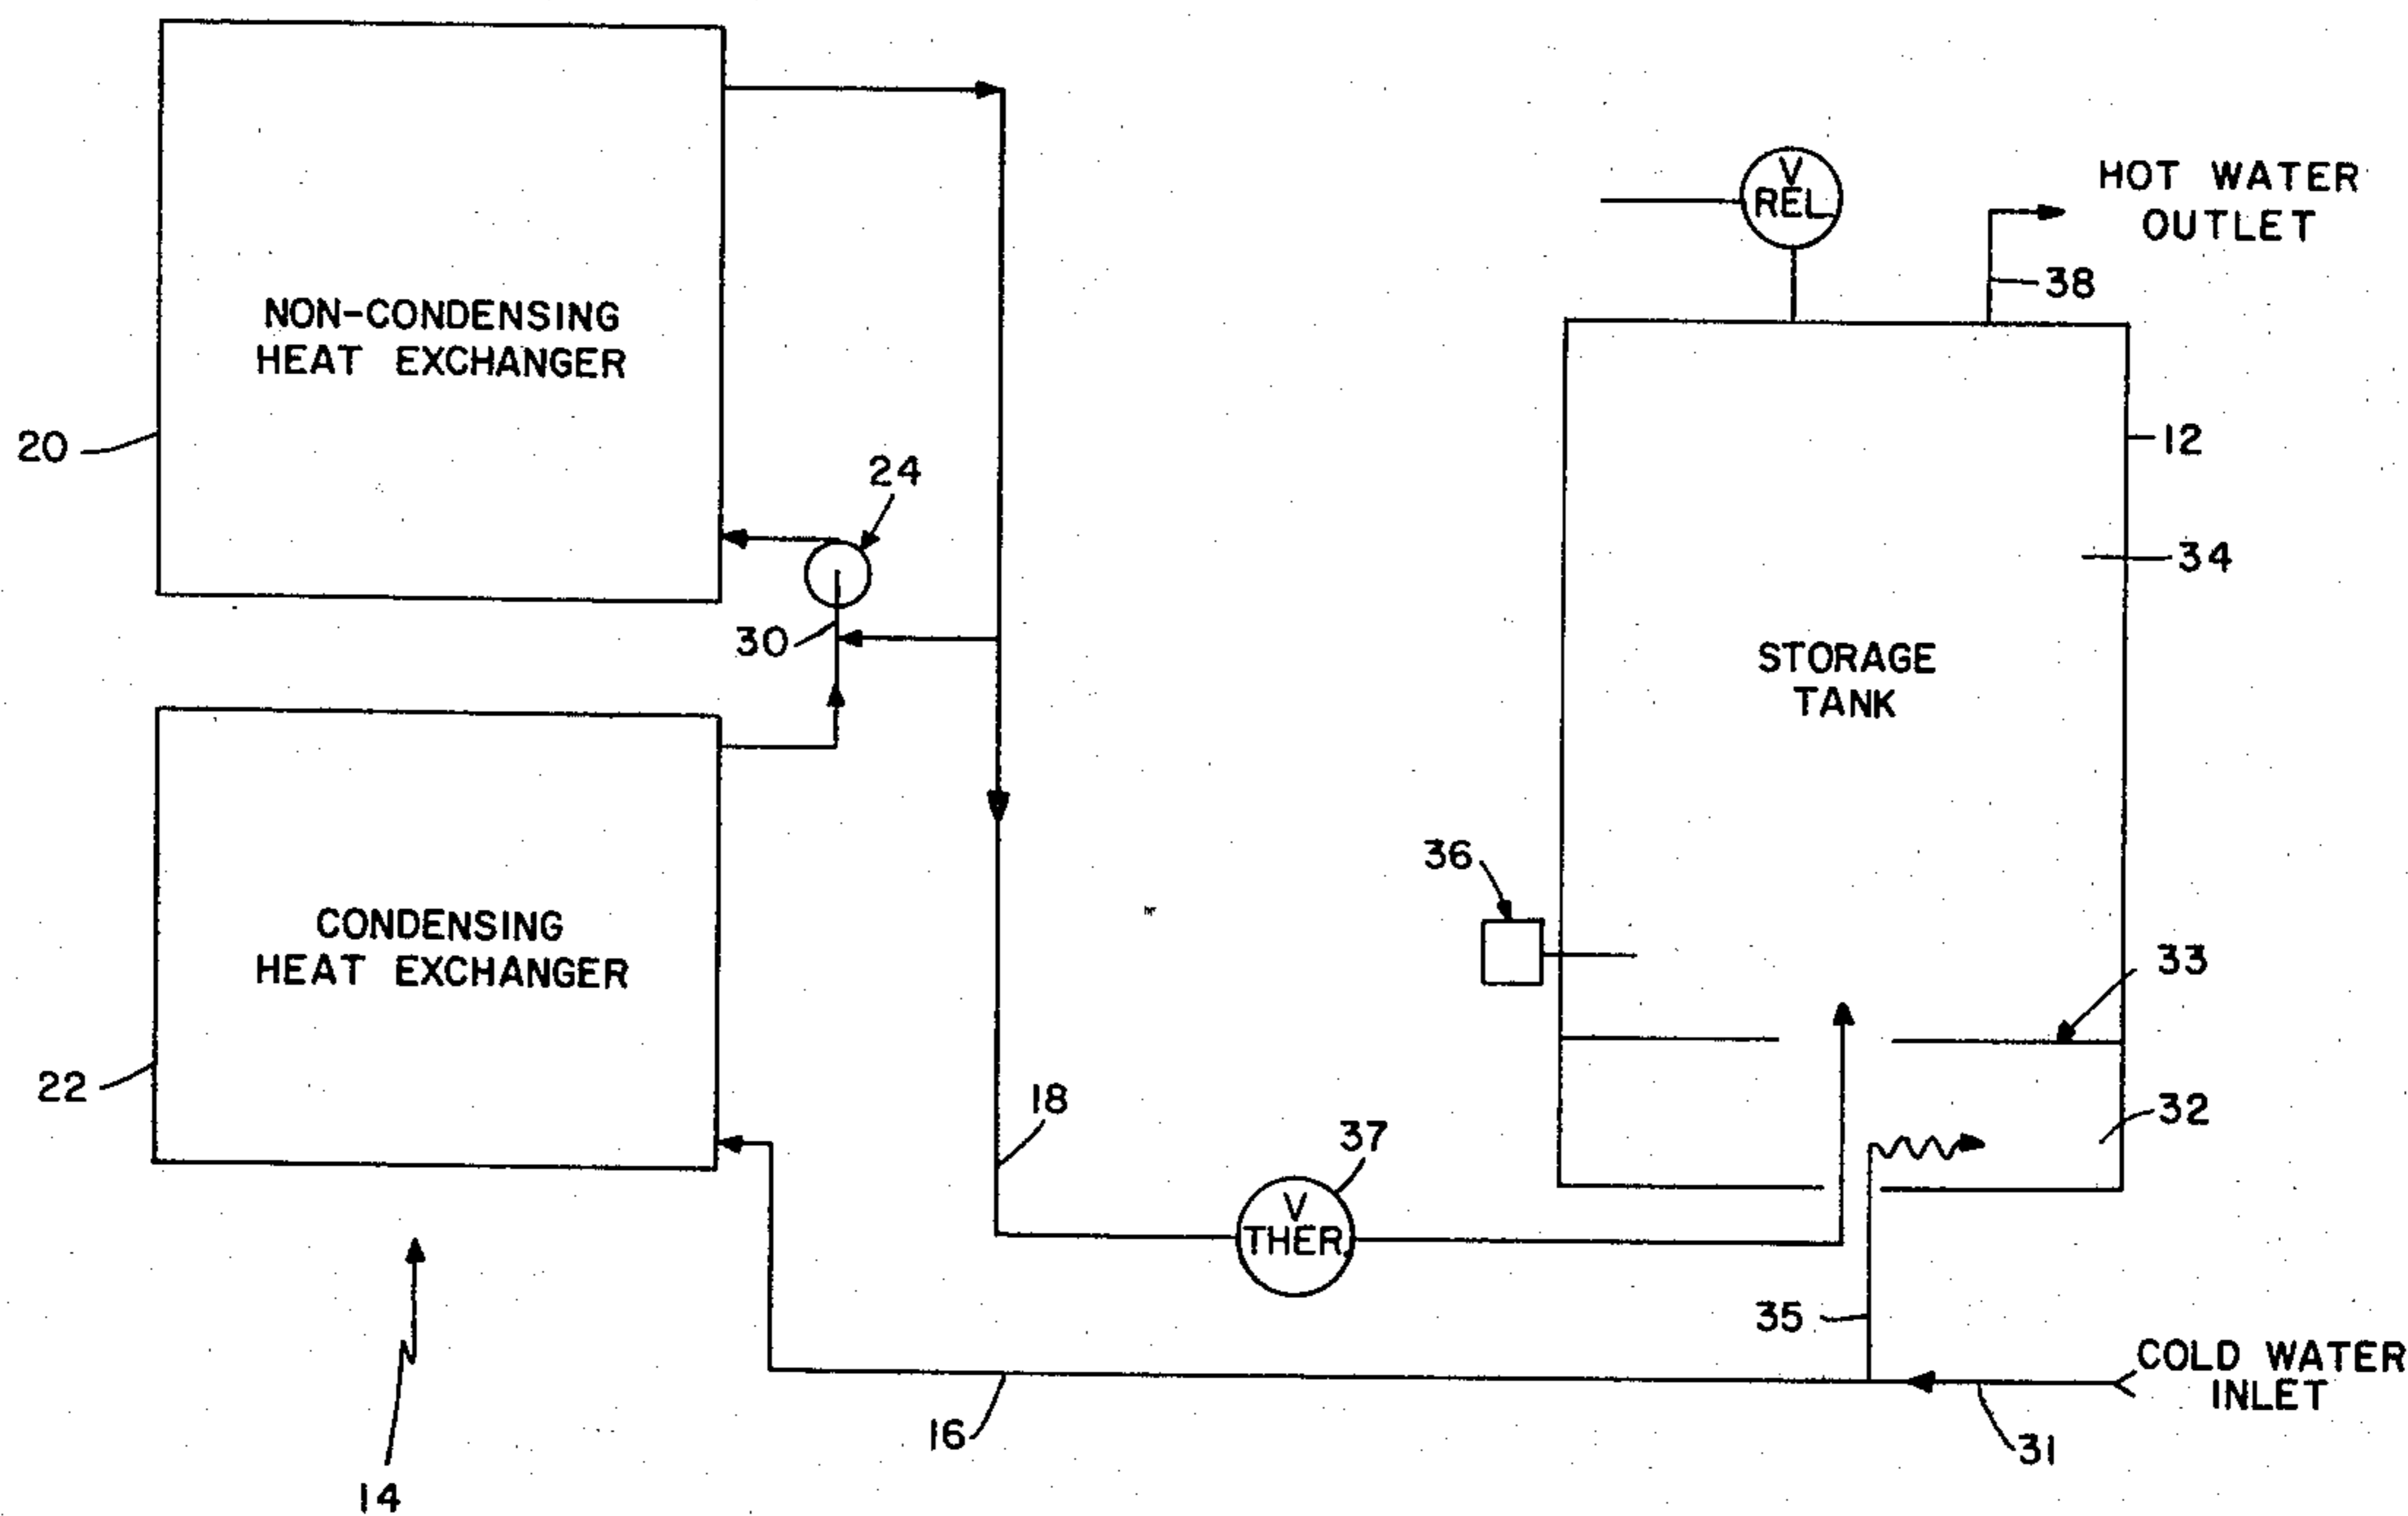 NON-CONDENSING
HEAT EXCHANGER
20
24
30
CONDENSING
HEAT EXCHANGER
22
14
18
16
37
V
THER.
V
REL
HOT WATER
OUTLET
38
12
34
STORAGE
TANK
36
33
32
35
COLD WATER
INLET
31